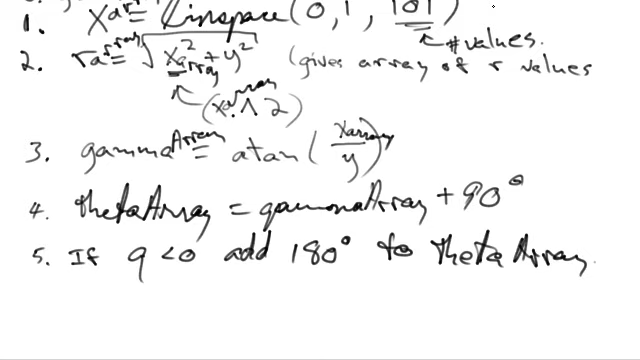 1. xarray = linspace(0, 1, 101)
# values.
2. rarray = √xarray² + y² (gives array of r values
(xarray.^2)
3. gammaArray = atan(xarray/y)
4. thetaArray = gammaArray + 90°
5. If q < 0 add 180° to thetaArray.